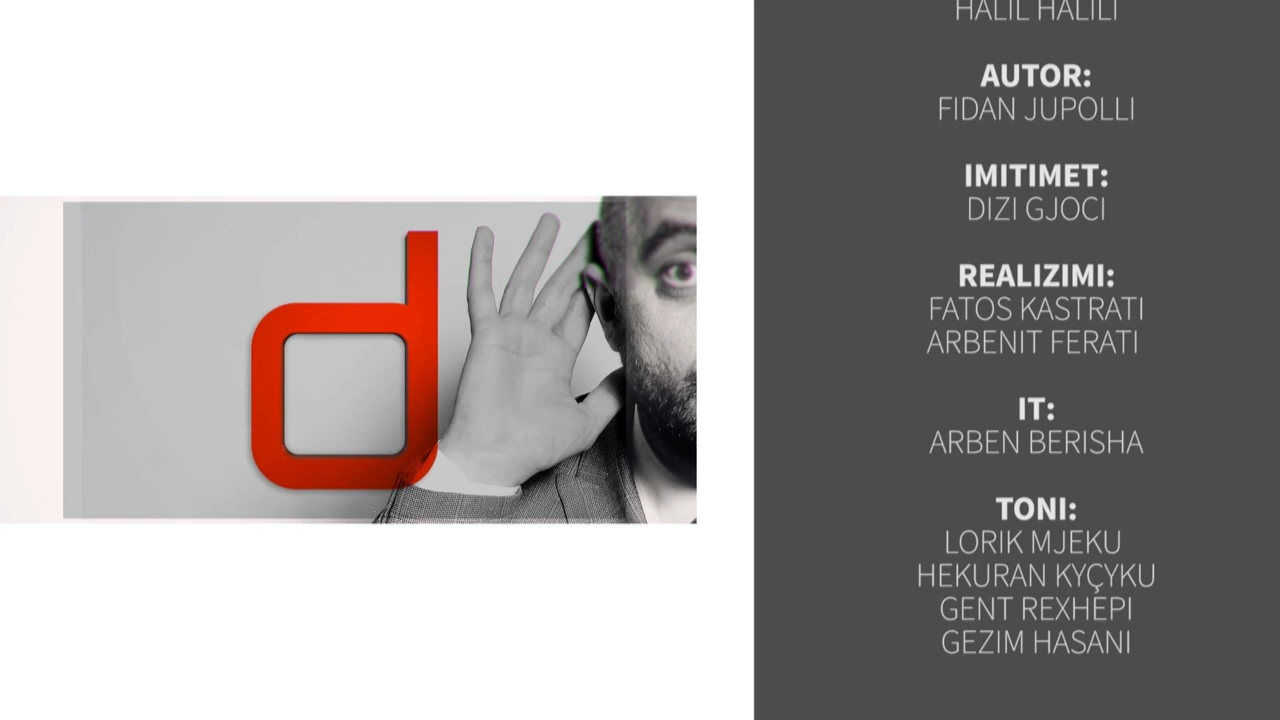 d
HALIL HALILI
AUTOR:
FIDAN JUPOLLI
IMITIMET:
DIZI GJOCI
REALIZIMI:
FATOS KASTRATI
ARBENIT FERATI
IT:
ARBEN BERISHA
TONI:
LORIK MJEKU
HEKURAN KYÇYKU
GENT REXHEPI
GEZIM HASANI